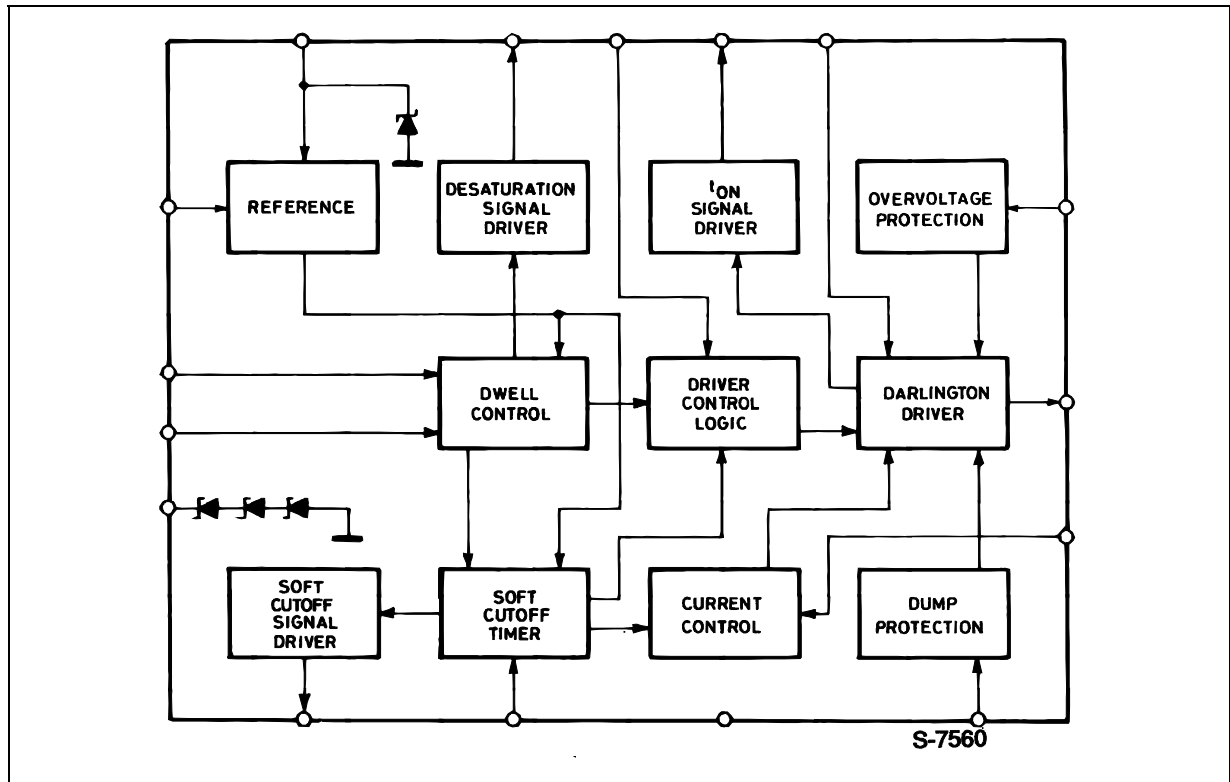 REFERENCE
DESATURATION
SIGNAL
DRIVER
tON
SIGNAL
DRIVER
OVERVOLTAGE
PROTECTION
DWELL
CONTROL
DRIVER
CONTROL
LOGIC
DARLINGTON
DRIVER
SOFT
CUTOFF
SIGNAL
DRIVER
SOFT
CUTOFF
TIMER
CURRENT
CONTROL
DUMP
PROTECTION
S-7560